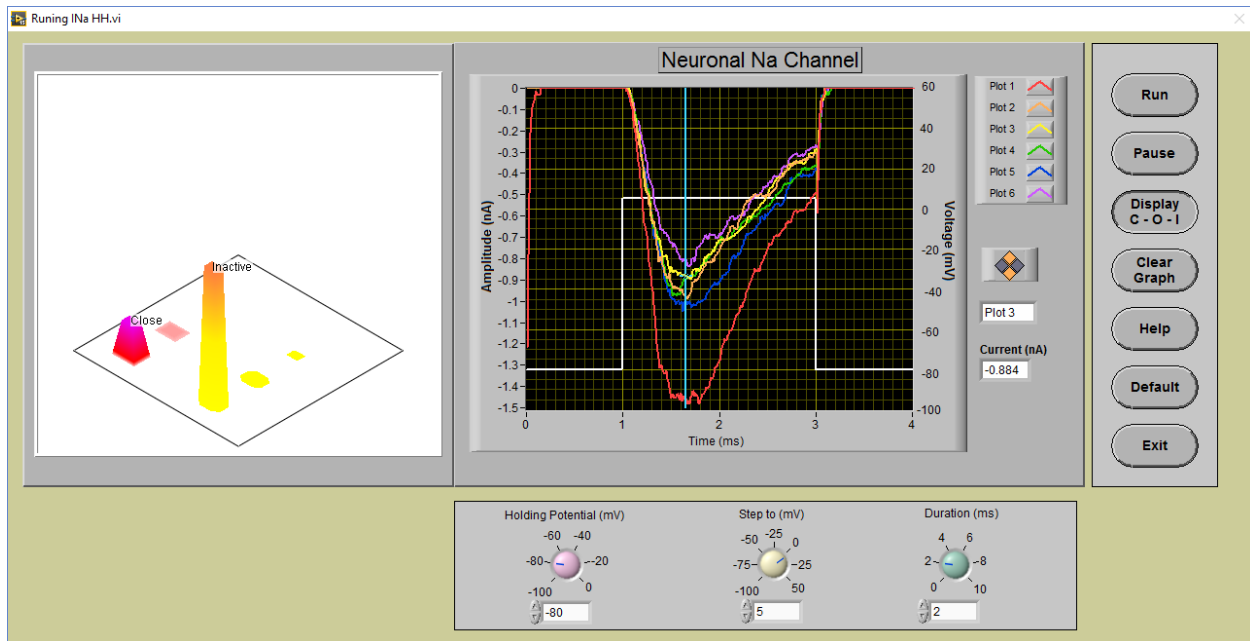 Runing INa HH.vi
Inactive
Close
Neuronal Na Channel
Amplitude (nA)
0
-0.1
-0.2
-0.3
-0.4
-0.5
-0.6
-0.7
-0.8
-0.9
-1
-1.1
-1.2
-1.3
-1.4
-1.5
60
40
20
0
-20
-40
-60
-80
-100
Voltage (mV)
0 1 2 3 4
Time (ms)
Plot 1
Plot 2
Plot 3
Plot 4
Plot 5
Plot 6
Plot 3
Current (nA)
-0.884
Run
Pause
Display
C - O - I
Clear
Graph
Help
Default
Exit
Holding Potential (mV)
-60 -40
-80 -20
-100 0
-80
Step to (mV)
-25
-50 0
-75 -25
-100 50
5
Duration (ms)
4 6
2 -8
0 10
2